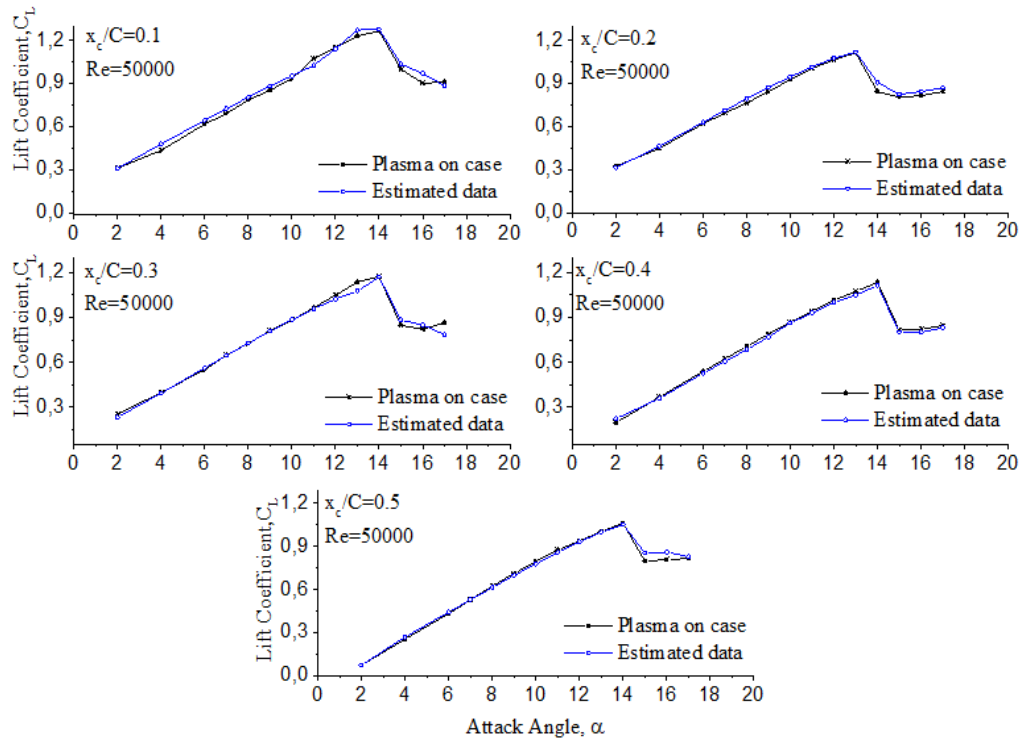 Lift Coefficient,C_L
1,2
0,9
0,6
0,3
0,0
x_c/C=0.1
Re=50000
Plasma on case
Estimated data
0 2 4 6 8 10 12 14 16 18 20
1,2
0,9
0,6
0,3
0,0
x_c/C=0.2
Re=50000
Plasma on case
Estimated data
0 2 4 6 8 10 12 14 16 18 20
Lift Coefficient,C_L
1,2
0,9
0,6
0,3
x_c/C=0.3
Re=50000
Plasma on case
Estimated data
0 2 4 6 8 10 12 14 16 18 20
1,2
0,9
0,6
0,3
x_c/C=0.4
Re=50000
Plasma on case
Estimated data
0 2 4 6 8 10 12 14 16 18 20
Lift Coefficient,C_L
1,2
0,9
0,6
0,3
0,0
x_c/C=0.5
Re=50000
Plasma on case
Estimated data
0 2 4 6 8 10 12 14 16 18 20
Attack Angle, α